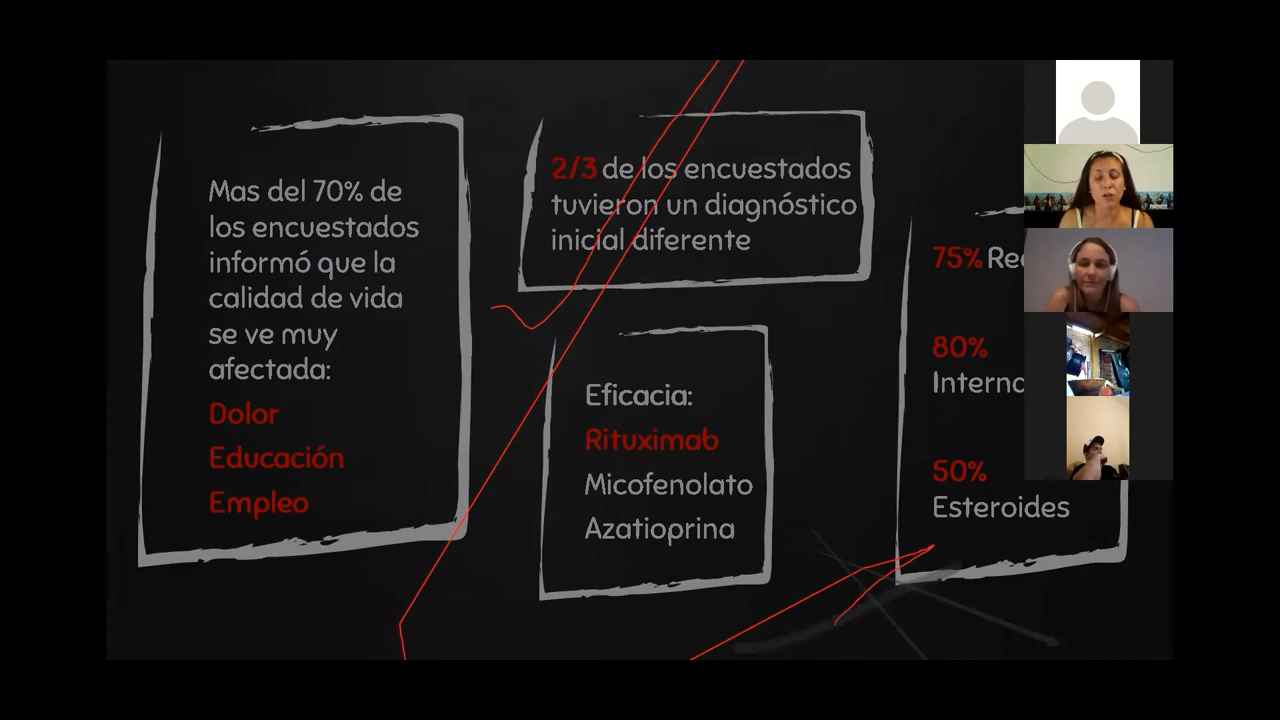 Mas del 70% de
los encuestados
informó que la
calidad de vida
se ve muy
afectada:
Dolor
Educación
Empleo
2/3 de los encuestados
tuvieron un diagnóstico
inicial diferente
Eficacia:
Rituximab
Micofenolato
Azatioprina
75%
80%
50%
Esteroides